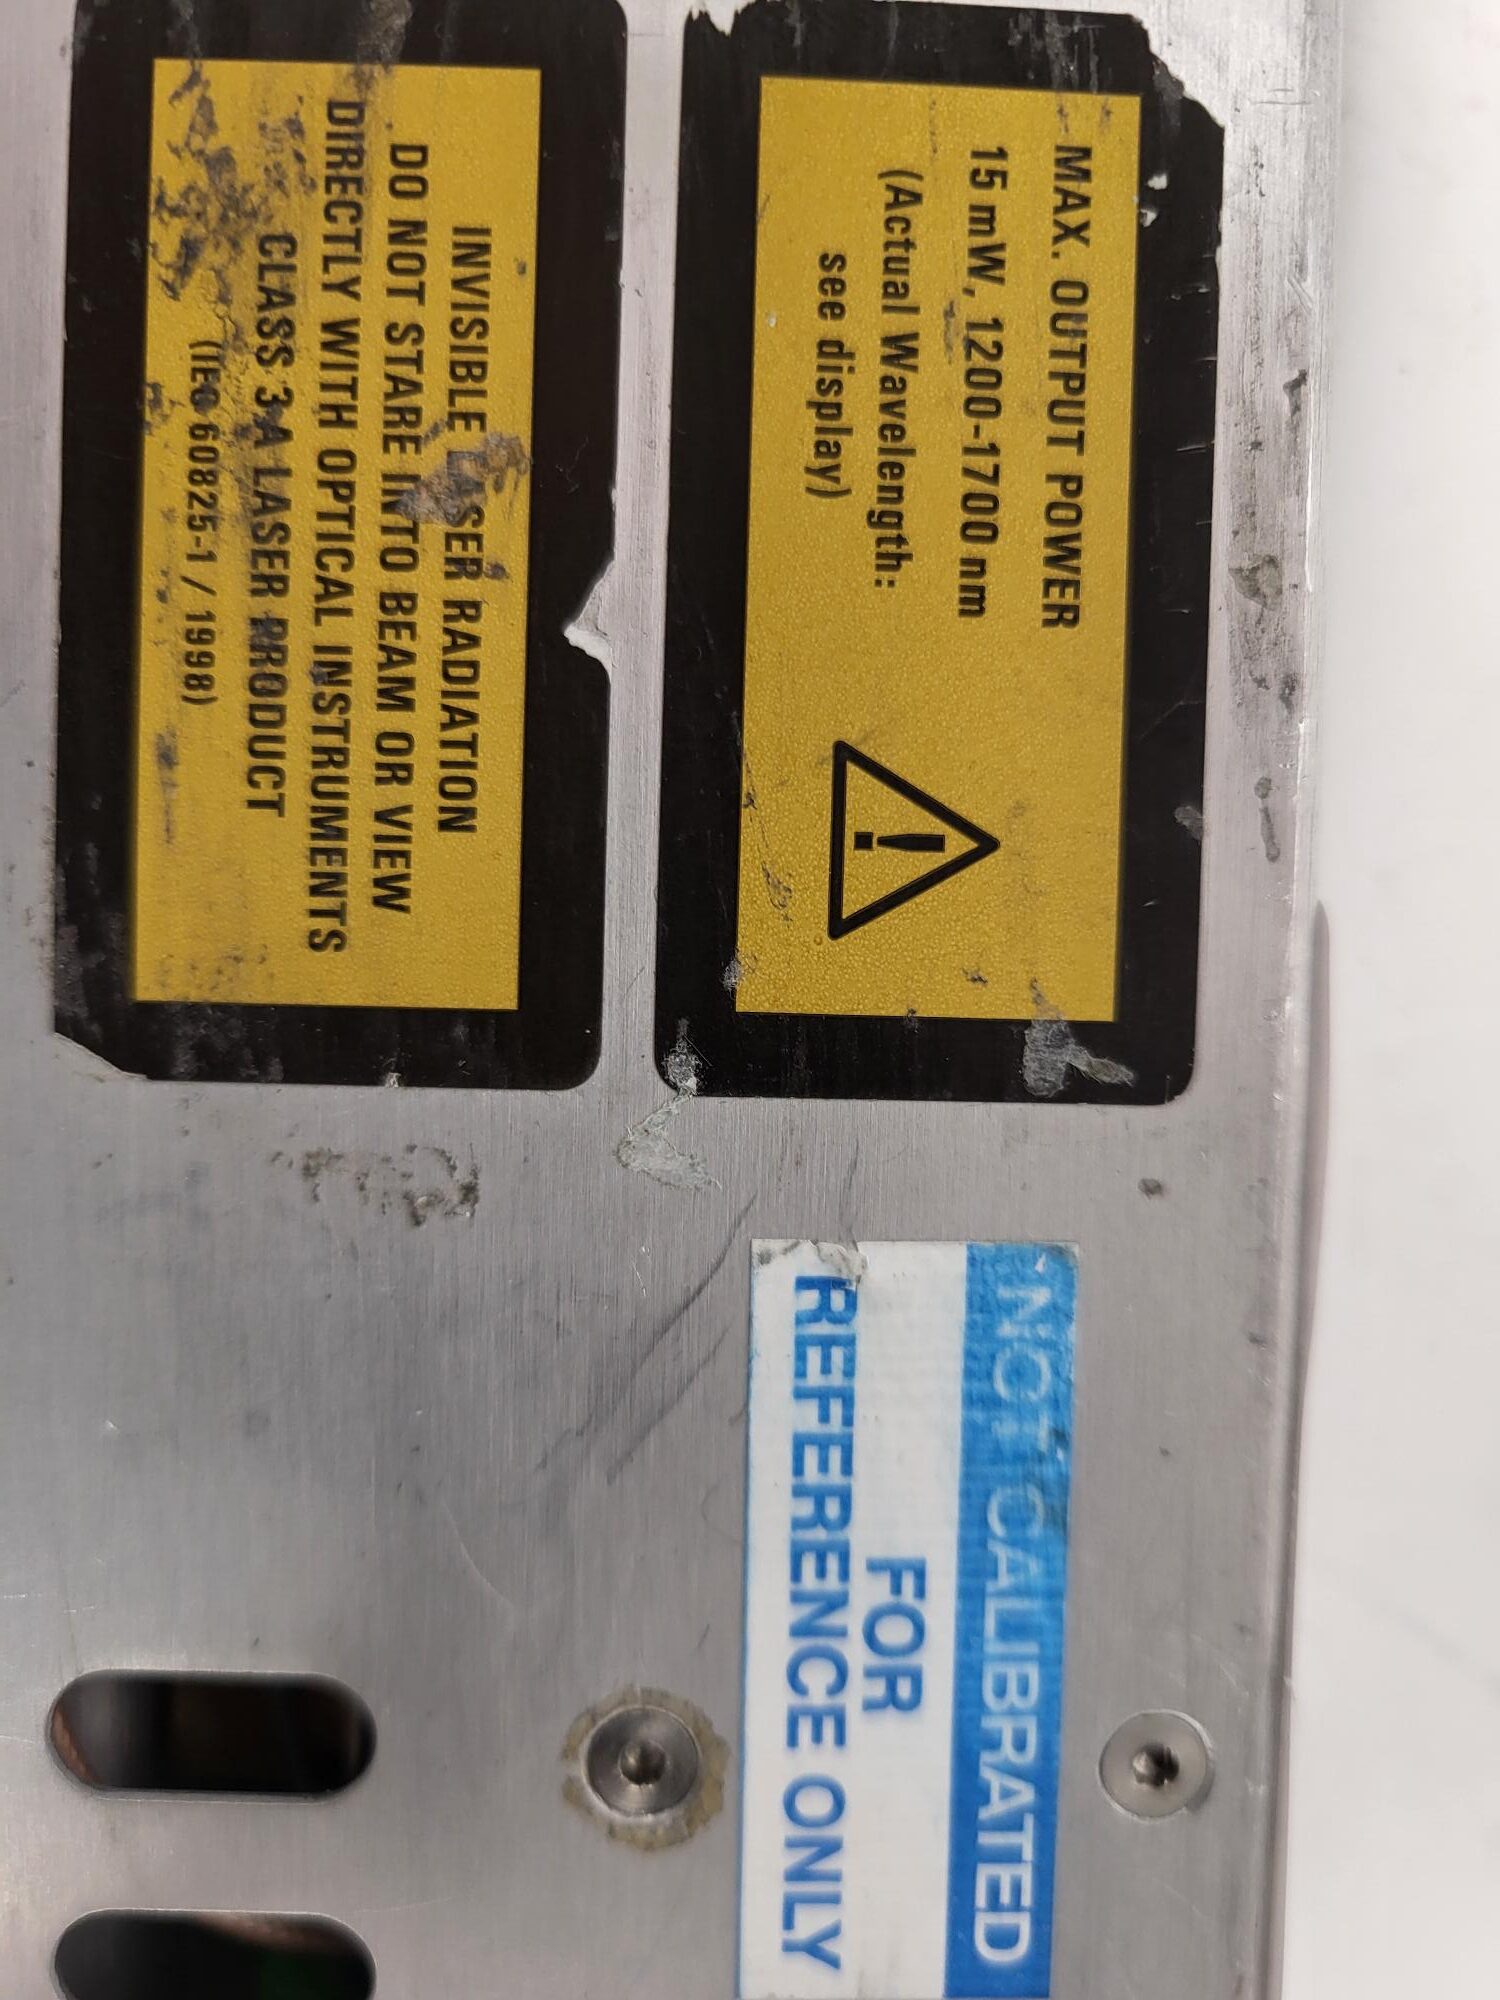 MAX. OUTPUT POWER
15 mW, 1200-1700 nm
(Actual Wavelength:
see display)
!
INVISIBLE LASER RADIATION
DO NOT STARE INTO BEAM OR VIEW
DIRECTLY WITH OPTICAL INSTRUMENTS
CLASS 3A LASER PRODUCT
(IEC 60825-1 / 1998)
NOT CALIBRATED
FOR
REFERENCE ONLY